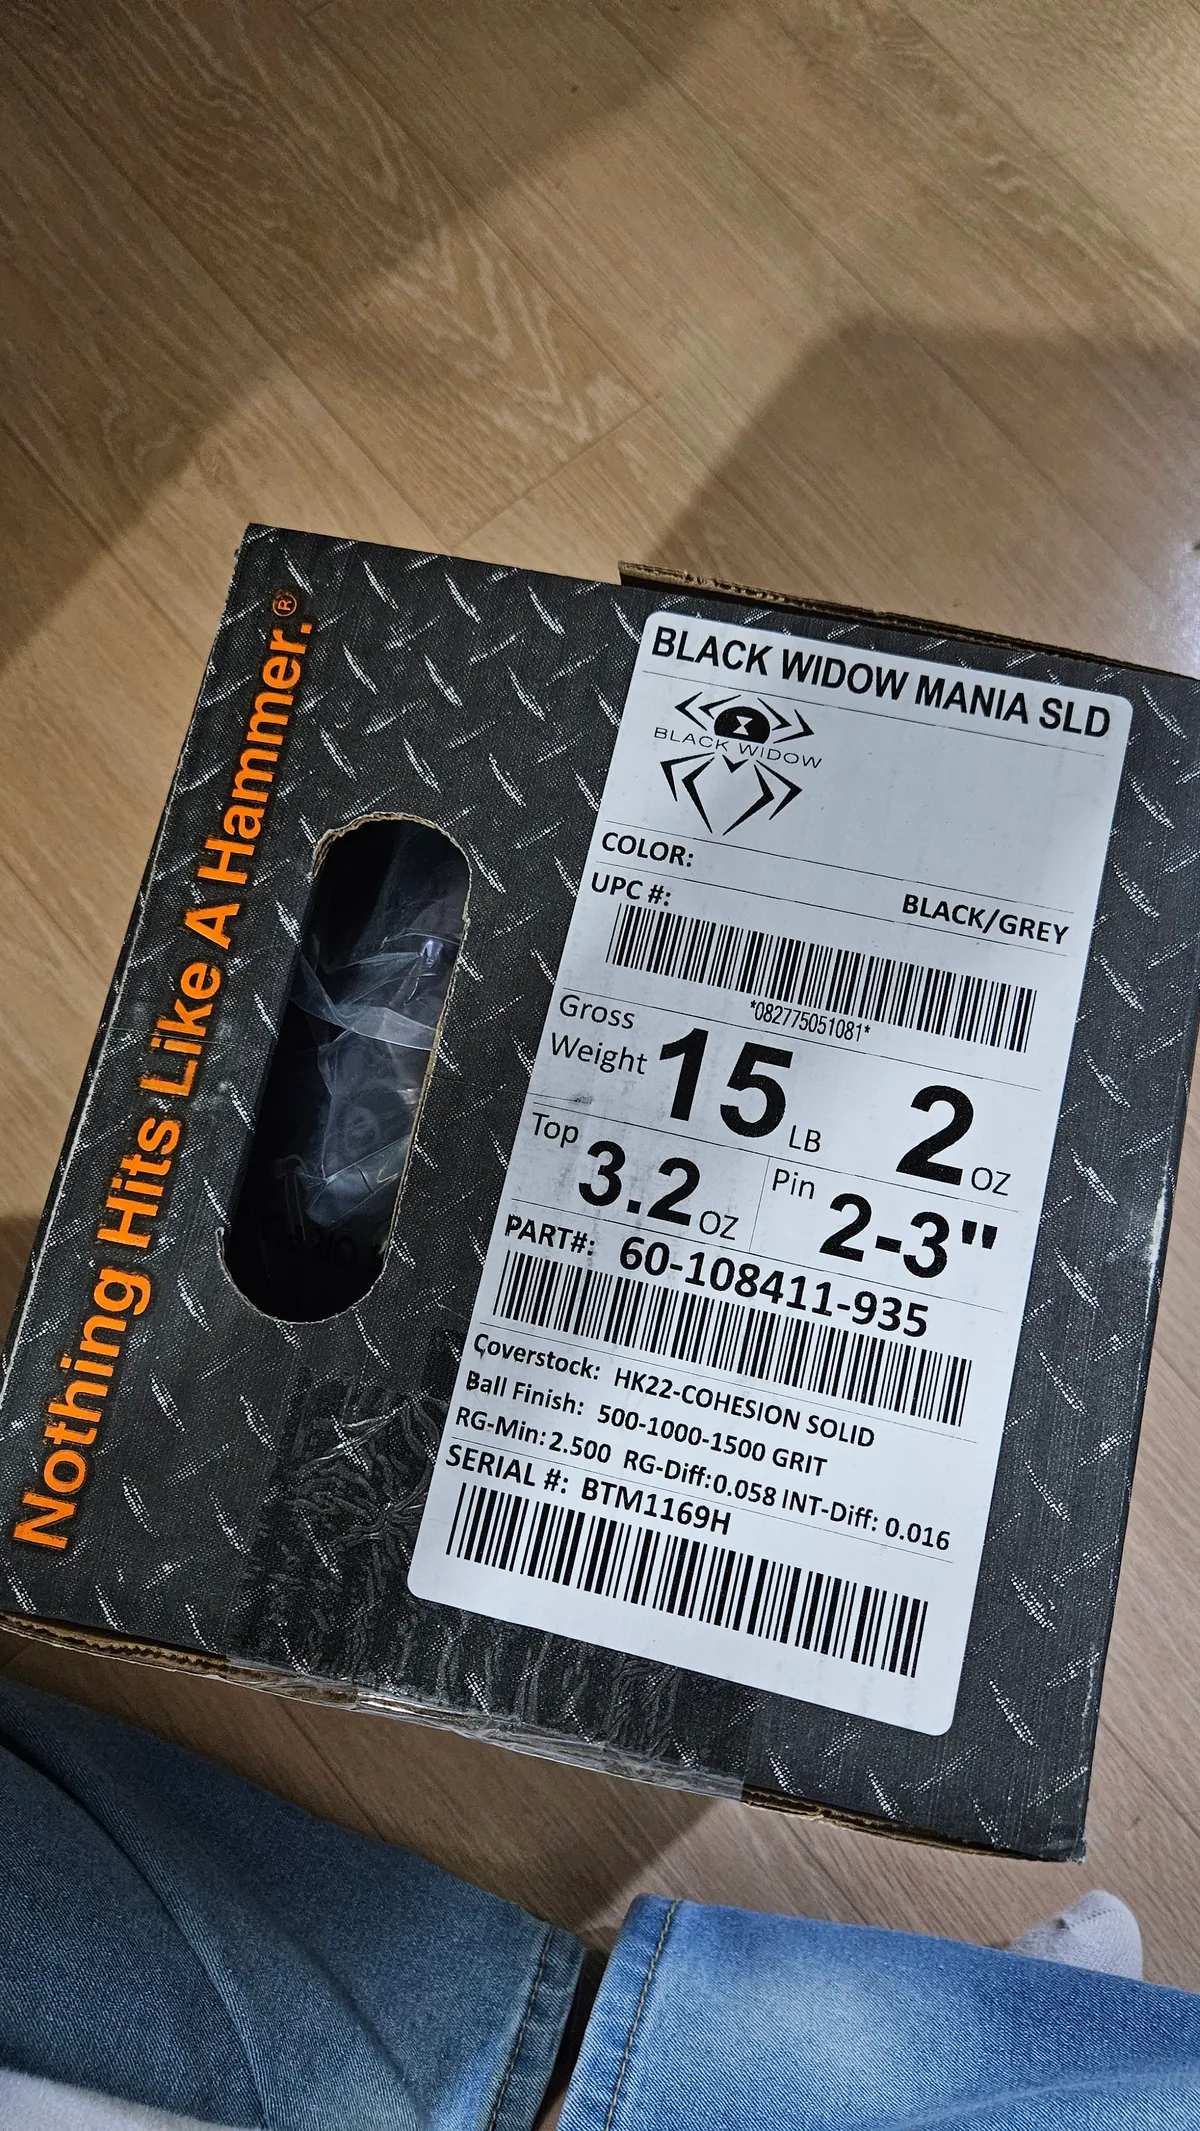 Nothing Hits Like A Hammer.®
BLACK WIDOW MANIA SLD
BLACK WIDOW
COLOR:
BLACK/GREY
UPC #:
*082775051081*
Gross Weight 15 LB 2 OZ
Top 3.2 OZ Pin 2-3"
PART#: 60-108411-935
Coverstock: HK22-COHESION SOLID
Ball Finish: 500-1000-1500 GRIT
RG-Min: 2.500 RG-Diff: 0.058 INT-Diff: 0.016
SERIAL #: BTM1169H